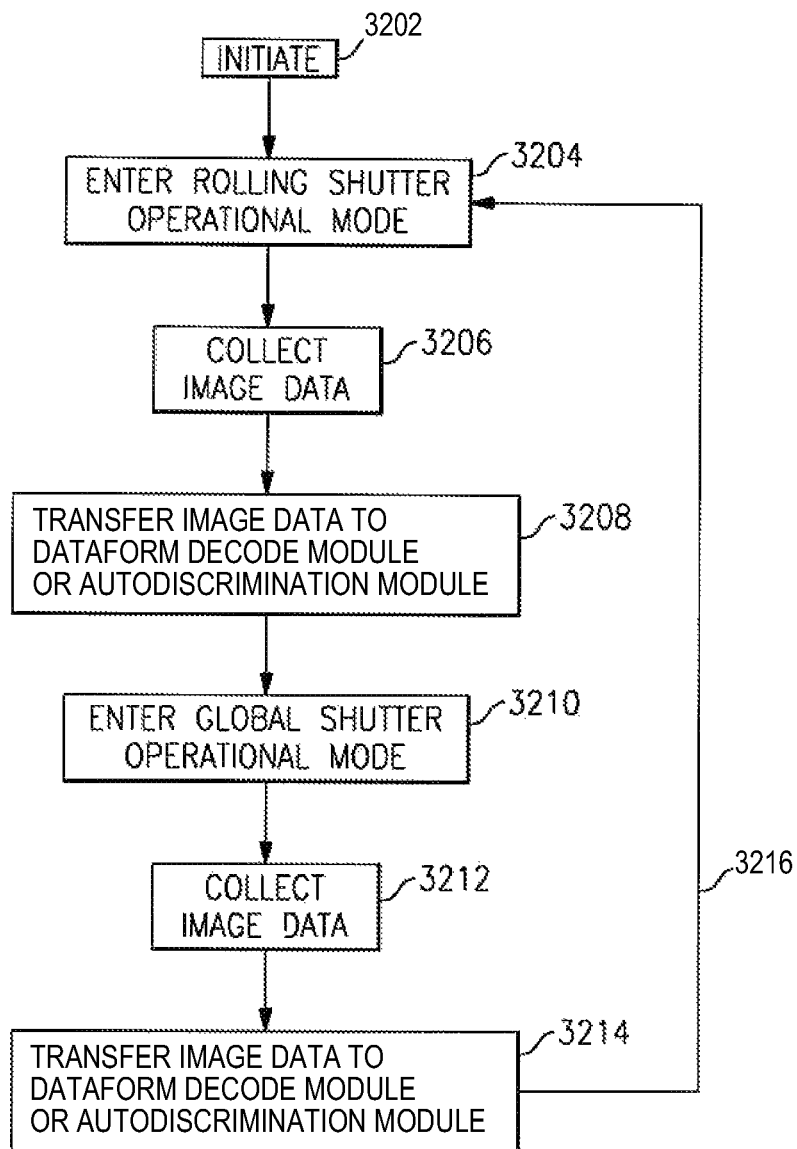 3202
INITIATE
3204
ENTER ROLLING SHUTTER
OPERATIONAL MODE
3206
COLLECT
IMAGE DATA
3208
TRANSFER IMAGE DATA TO
DATAFORM DECODE MODULE
OR AUTODISCRIMINATION MODULE
3210
ENTER GLOBAL SHUTTER
OPERATIONAL MODE
3212
COLLECT
IMAGE DATA
3216
3214
TRANSFER IMAGE DATA TO
DATAFORM DECODE MODULE
OR AUTODISCRIMINATION MODULE